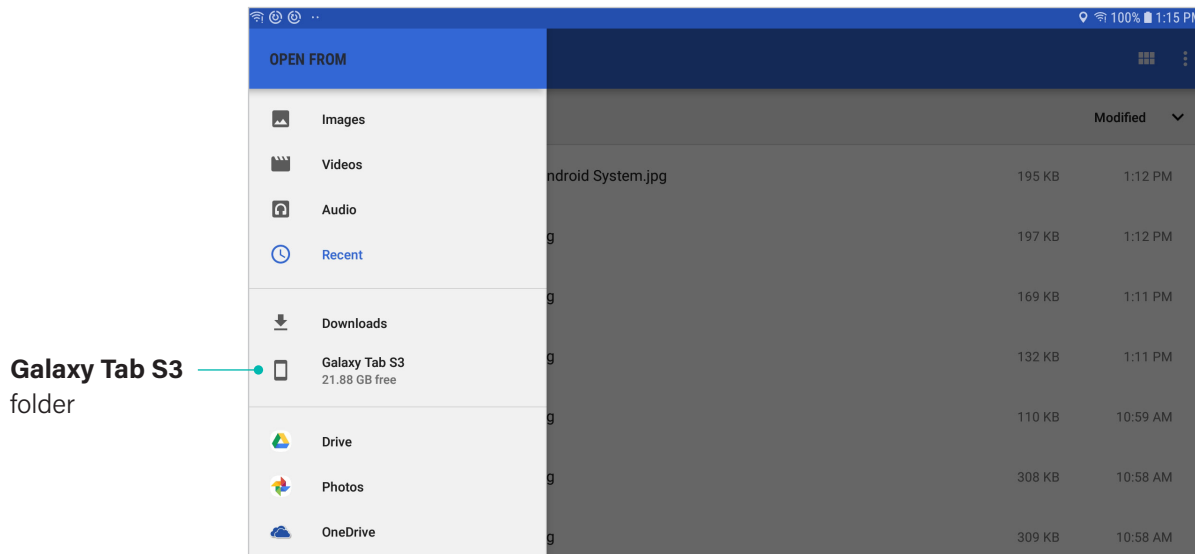 100% 1:15 PM
OPEN FROM
Images
Videos
Audio
Recent
Downloads
Galaxy Tab S3
21.88 GB free
Drive
Photos
OneDrive
Modified
ndroid System.jpg 195 KB 1:12 PM
g 197 KB 1:12 PM
g 169 KB 1:11 PM
g 132 KB 1:11 PM
g 110 KB 10:59 AM
g 308 KB 10:58 AM
g 309 KB 10:58 AM
Galaxy Tab S3
folder